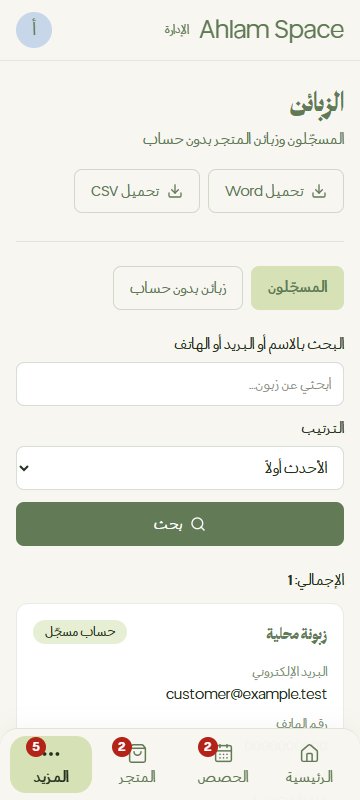 Ahlam Space الإدارة
أ
الزبائن
المسجّلون وزبائن المتجر بدون حساب
تحميل Word
تحميل CSV
المسجّلون
زبائن بدون حساب
البحث بالاسم أو البريد أو الهاتف
ابحثي عن زبون...
الترتيب
الأحدث أولاً
بحث
الإجمالي: 1
زبونة محلية
حساب مسجّل
البريد الإلكتروني
customer@example.test
رقم الهاتف
2
2
5
الرئيسية
الحصص
المتجر
المزيد